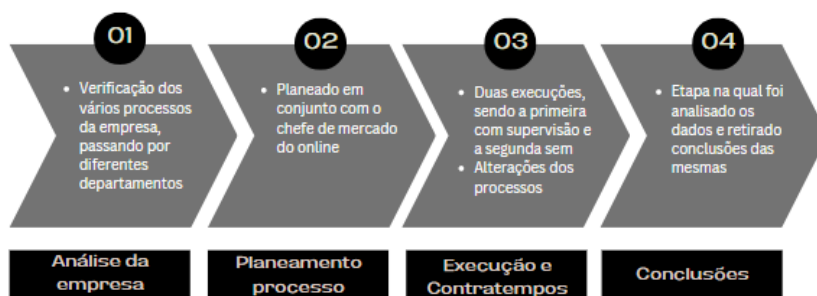 01
• Verificação dos
vários processos
da empresa,
passando por
diferentes
departamentos
Análise da
empresa
02
• Planeado em
conjunto com o
chefe de mercado
do online
Planeamento
processo
03
• Duas execuções,
sendo a primeira
com supervisão e
a segunda sem
• Alterações dos
processos
Execução e
Contratempos
04
• Etapa na qual foi
analisado os
dados e retirado
conclusões das
mesmas
Conclusões